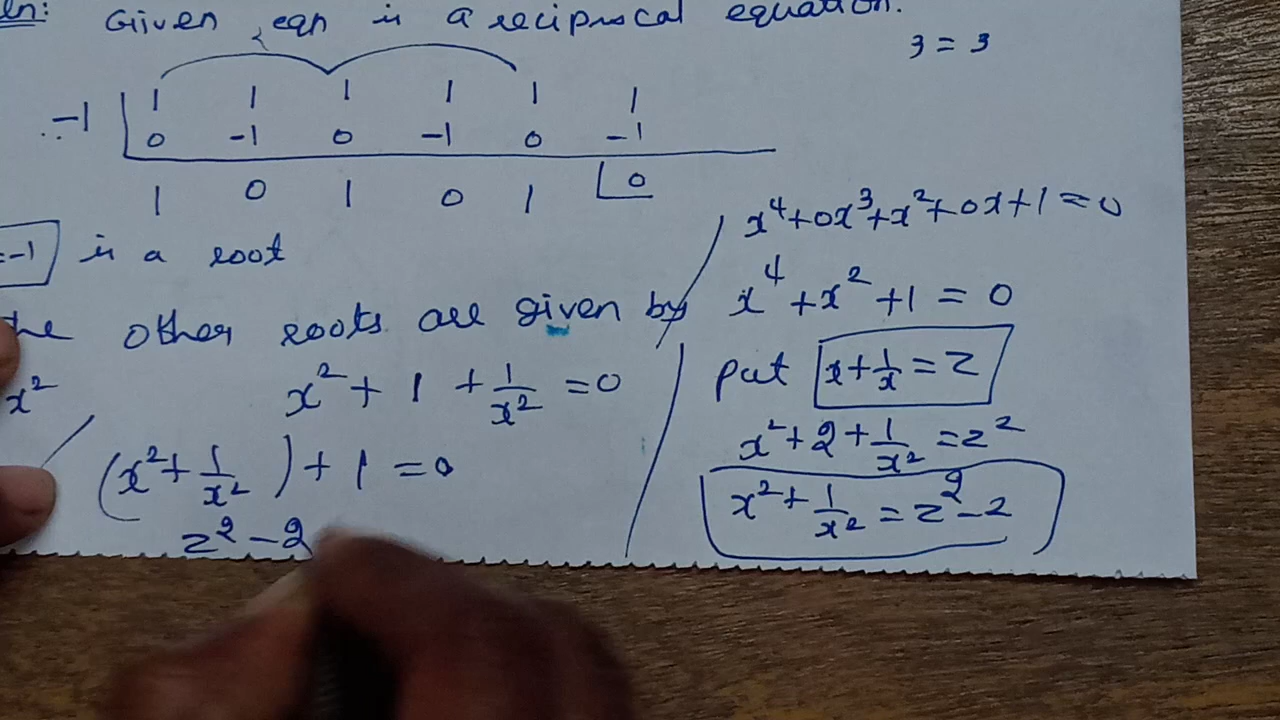 ln: Given eqn is a reciprocal equation.
3 = 3
-1 | 1 1 1 1 1 1
0 -1 0 -1 0 -1
1 0 1 0 1 | 0
=-1 is a root
the other roots are given by
x² x² + 1 + 1/x² = 0
(x² + 1/x²) + 1 = 0
z² - 2
x⁴+0x³+x²+0x+1=0
x⁴+x²+1=0
put x+1/x=z
x²+2+1/x²=z²
x²+1/x²=z²-2